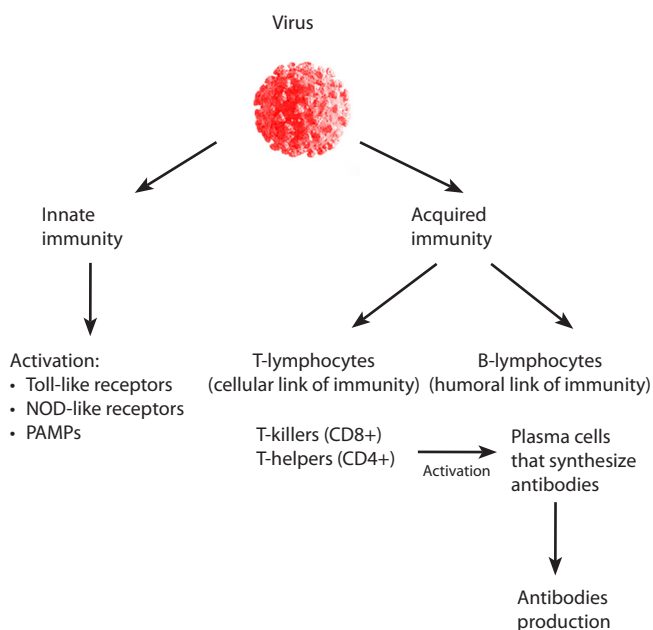 Virus
Innate
immunity
Acquired
immunity
Activation:
• Toll-like receptors
• NOD-like receptors
• PAMPs
T-lymphocytes
(cellular link of immunity)
B-lymphocytes
(humoral link of immunity)
T-killers (CD8+)
T-helpers (CD4+)
Activation
Plasma cells
that synthesize
antibodies
Antibodies
production